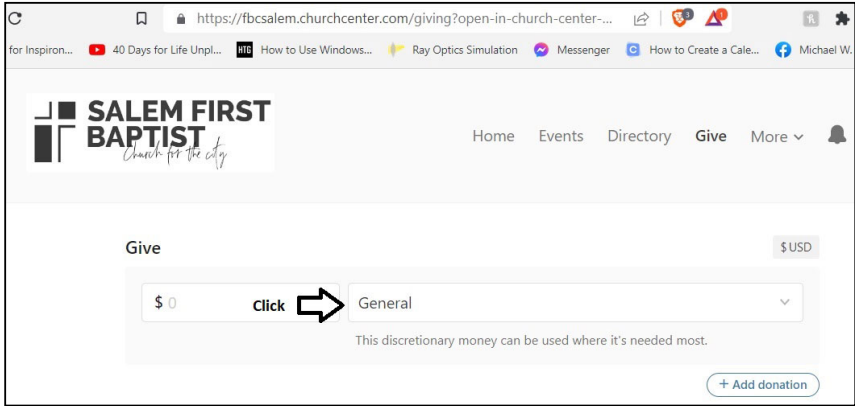 https://fbcsalem.churchcenter.com/giving?open-in-church-center-... 3 1
for Inspiron... 40 Days for Life Unpl... HTG How to Use Windows... Ray Optics Simulation Messenger C How to Create a Cale... Michael W.
SALEM FIRST
BAPTIST
Church for the city
Home Events Directory Give More
Give $ USD
$ 0 Click General
This discretionary money can be used where it's needed most.
+ Add donation